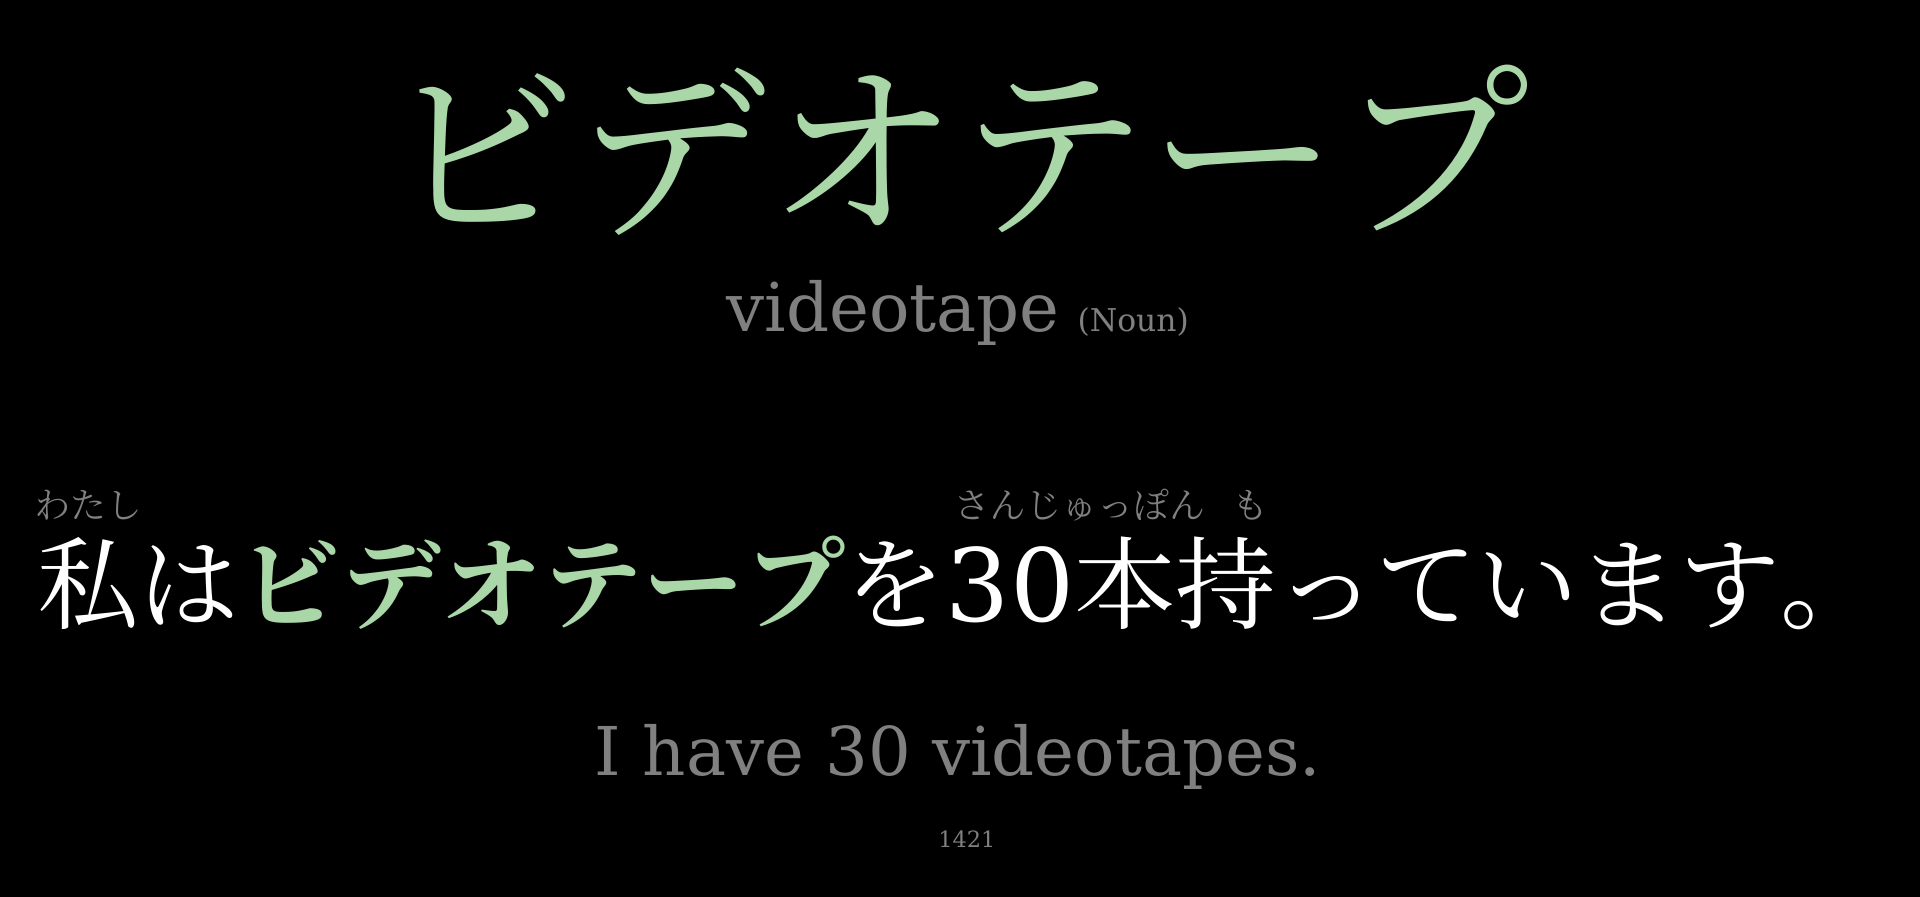 ビデオテープ
videotape (Noun)
わたし さんじゅっぽん も
私はビデオテープを30本持っています。
I have 30 videotapes.
1421